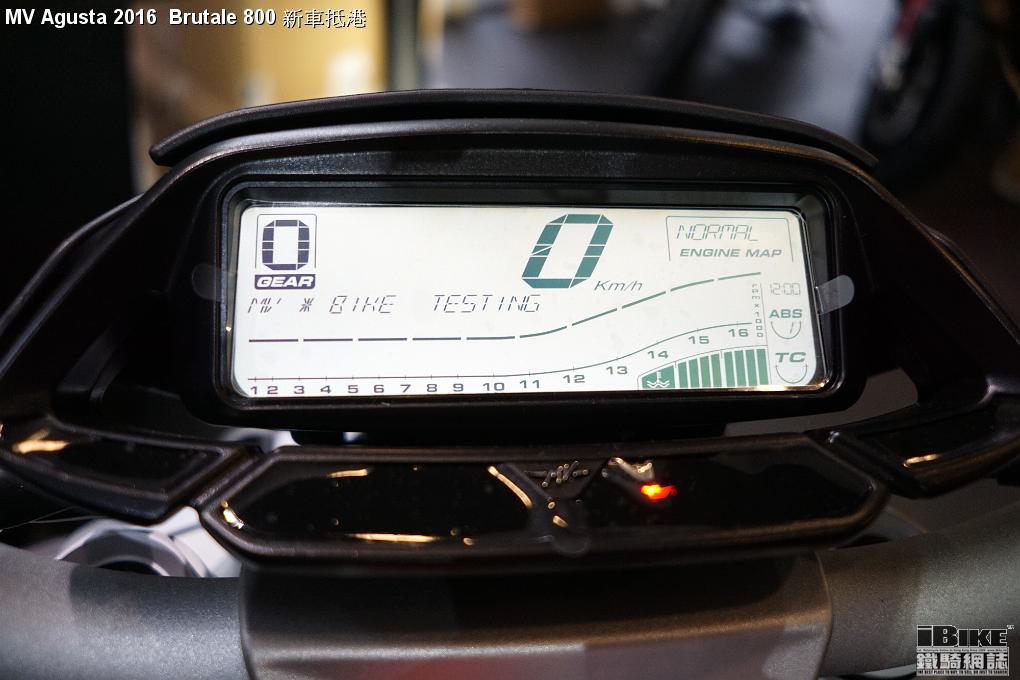 MV Agusta 2016 Brutale 800 新車抵港
0
GEAR
0
Km/h
NORMAL
ENGINE MAP
MV * BIKE TESTING
12:00
ABS
1
TC
1 2 3 4 5 6 7 8 9 10 11 12 13 14 15 16
iBIKE
鐵騎網誌